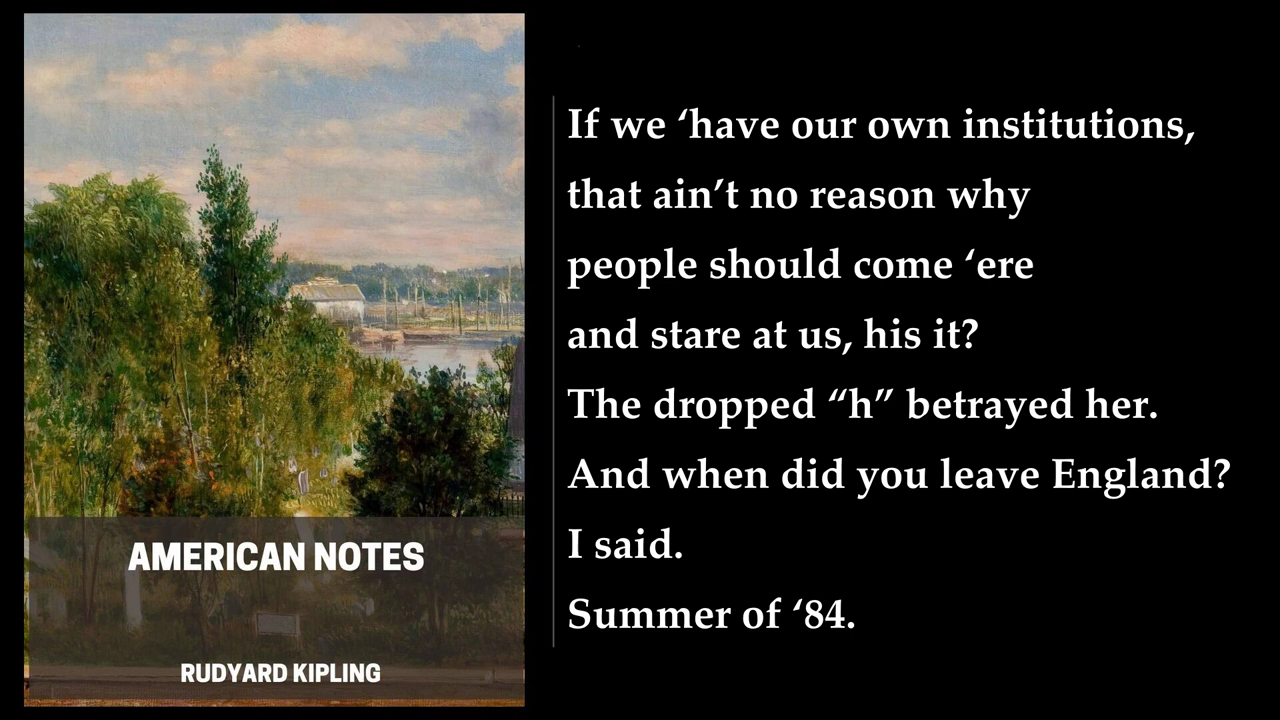 AMERICAN NOTES
RUDYARD KIPLING
If we ‘have our own institutions,
that ain’t no reason why
people should come ‘ere
and stare at us, his it?
The dropped “h” betrayed her.
And when did you leave England?
I said.
Summer of ‘84.